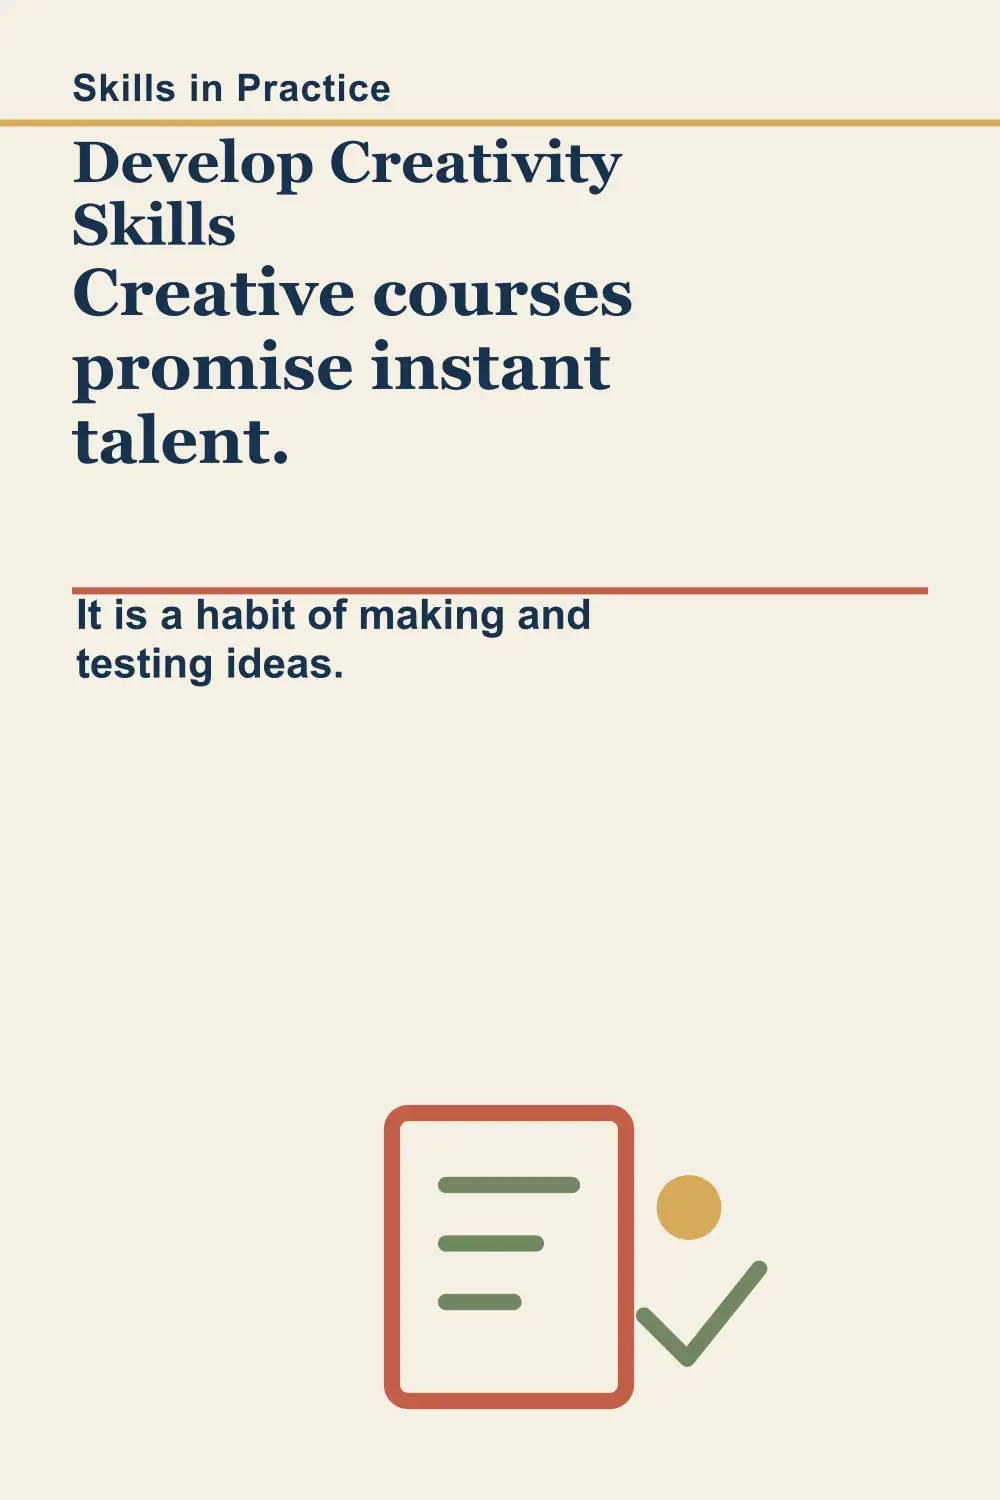 Skills in Practice
Develop Creativity
Skills
Creative courses
promise instant
talent.
It is a habit of making and
testing ideas.